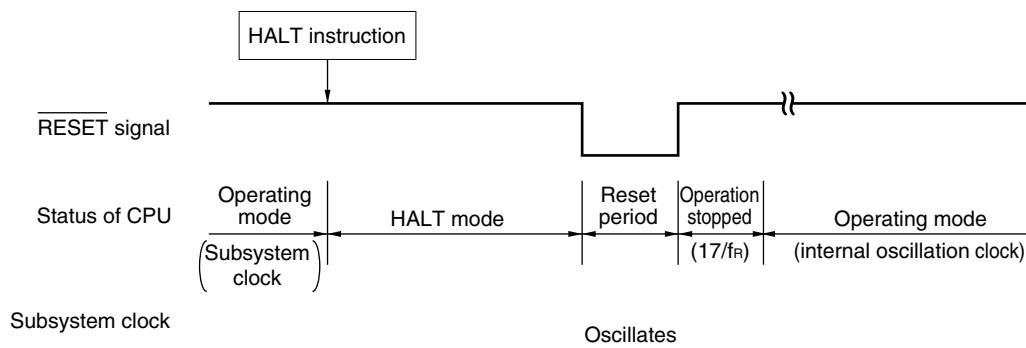 HALT instruction
RESET signal
Status of CPU
Operating mode
(Subsystem clock)
HALT mode
Reset period
Operation stopped
(17/fR)
Operating mode
(internal oscillation clock)
Subsystem clock
Oscillates